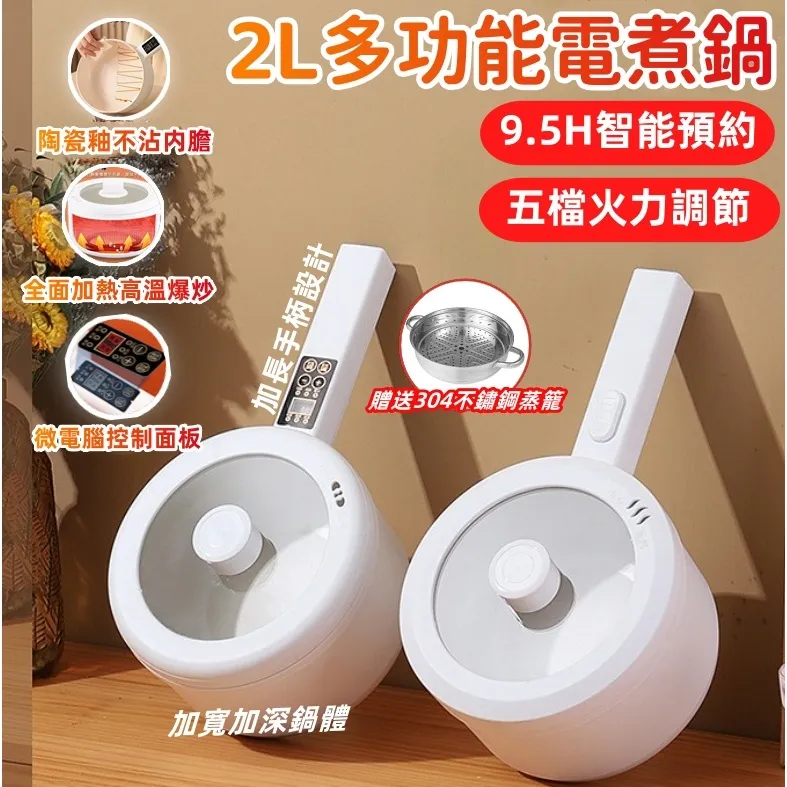 2L多功能電煮鍋
9.5H智能預約
五檔火力調節
陶瓷釉不沾内膽
全面加熱高溫爆炒
微電腦控制面板
加長手柄設計
贈送304不鏽鋼蒸籠
加寬加深鍋體